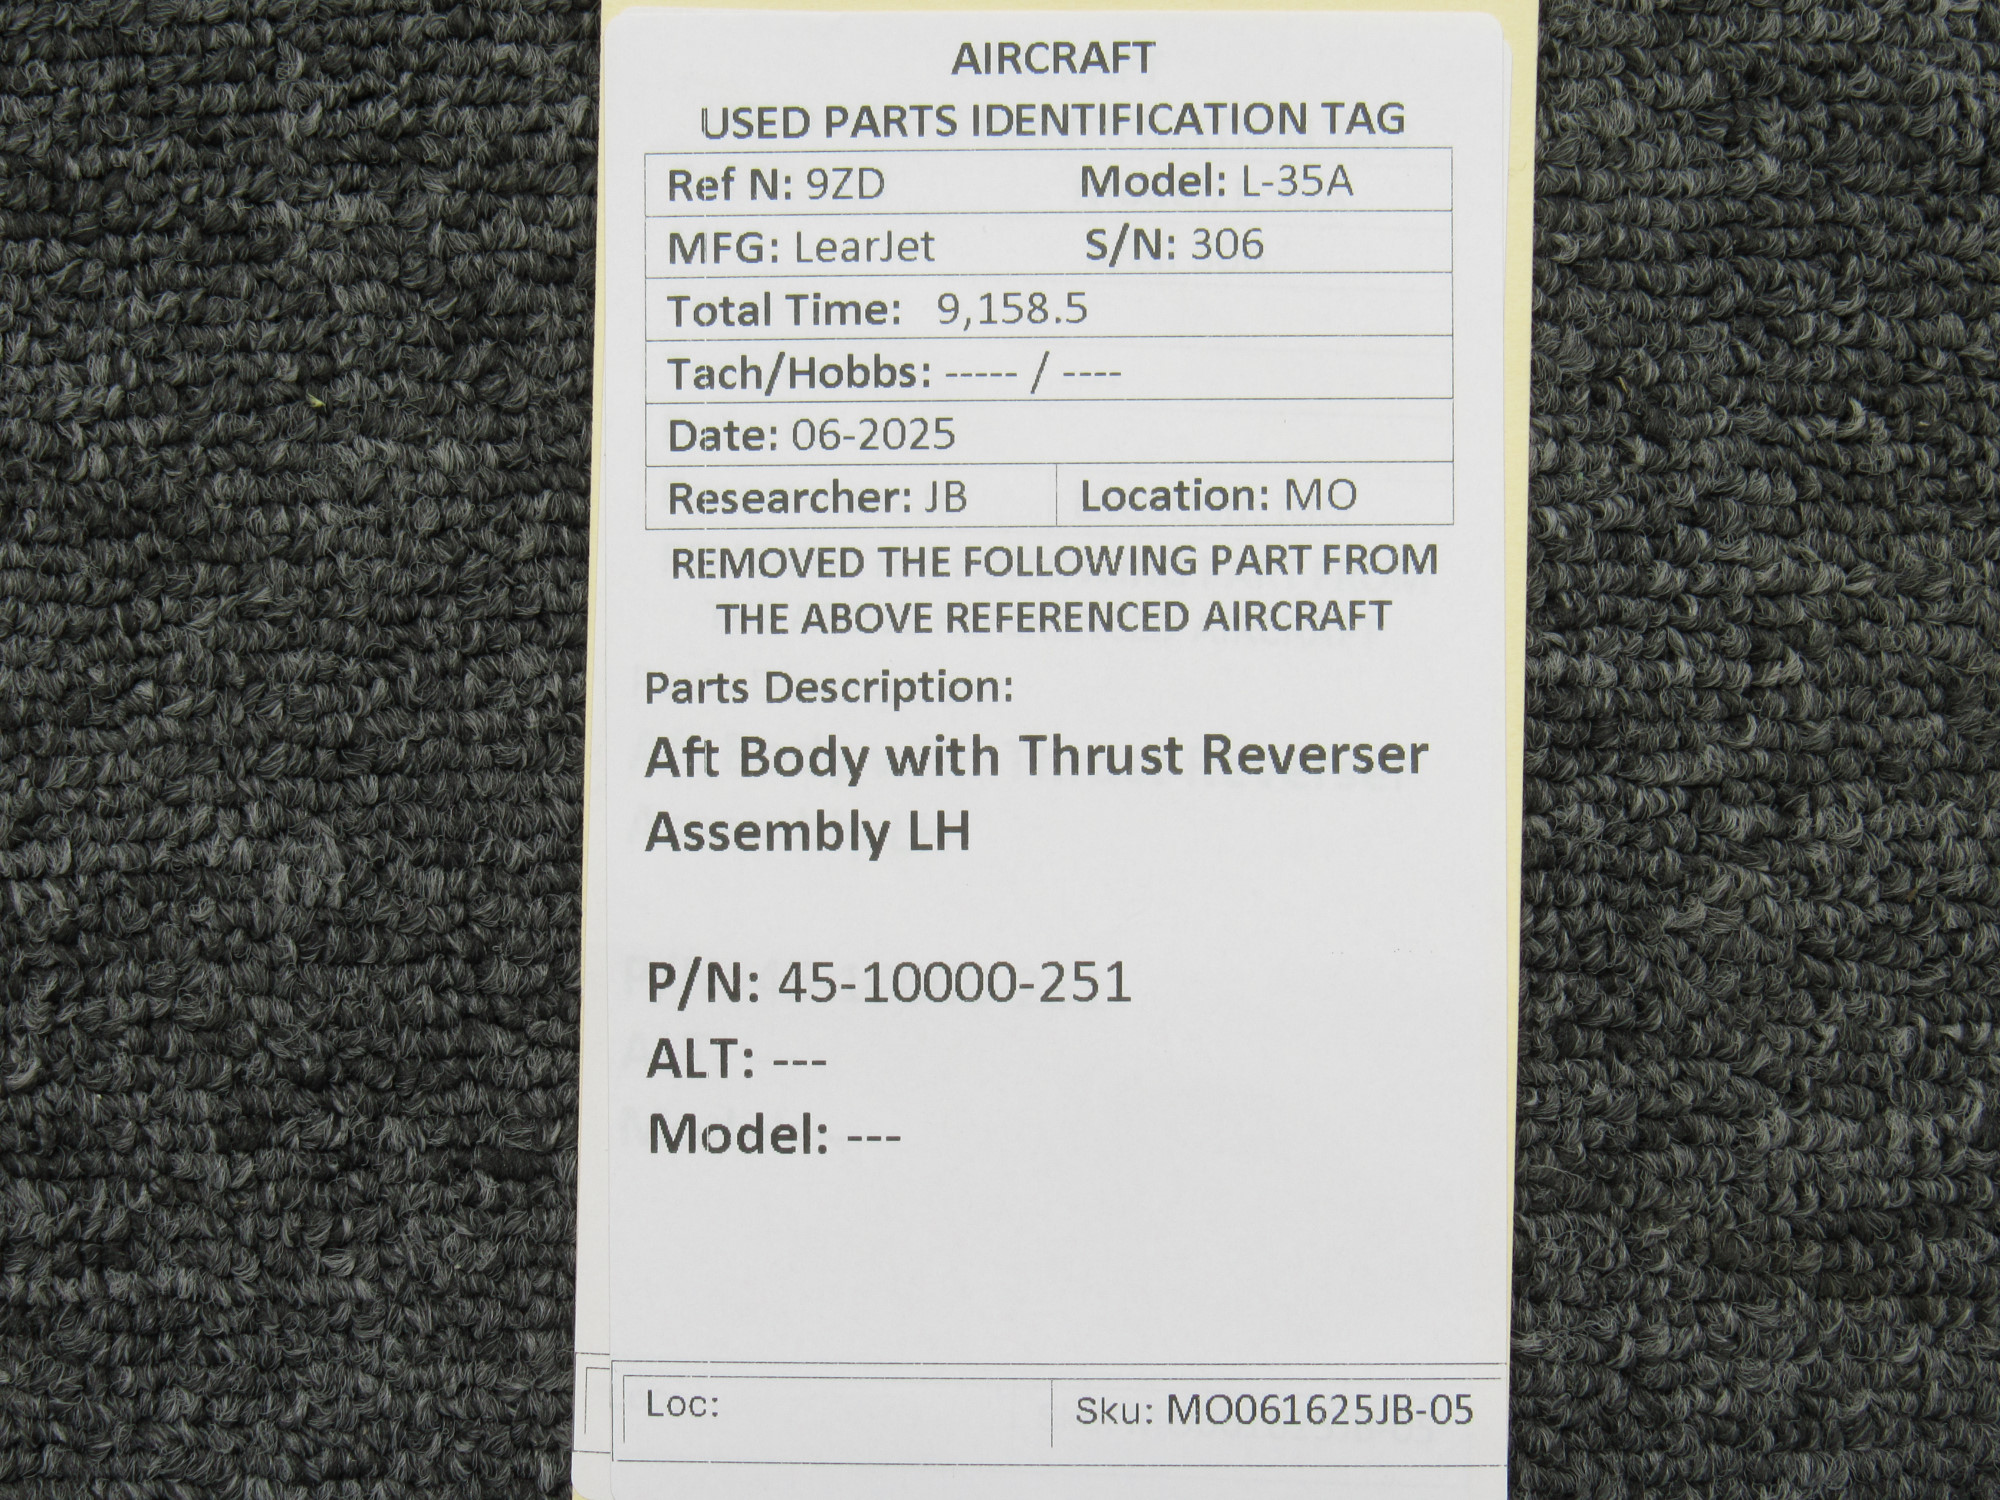 AIRCRAFT
USED PARTS IDENTIFICATION TAG
Ref N: 9ZD Model: L-35A
MFG: LearJet S/N: 306
Total Time: 9,158.5
Tach/Hobbs: ----- / ----
Date: 06-2025
Researcher: JB Location: MO
REMOVED THE FOLLOWING PART FROM
THE ABOVE REFERENCED AIRCRAFT
Parts Description:
Aft Body with Thrust Reverser
Assembly LH
P/N: 45-10000-251
ALT: ---
Model: ---
Loc: Sku: MO061625JB-05